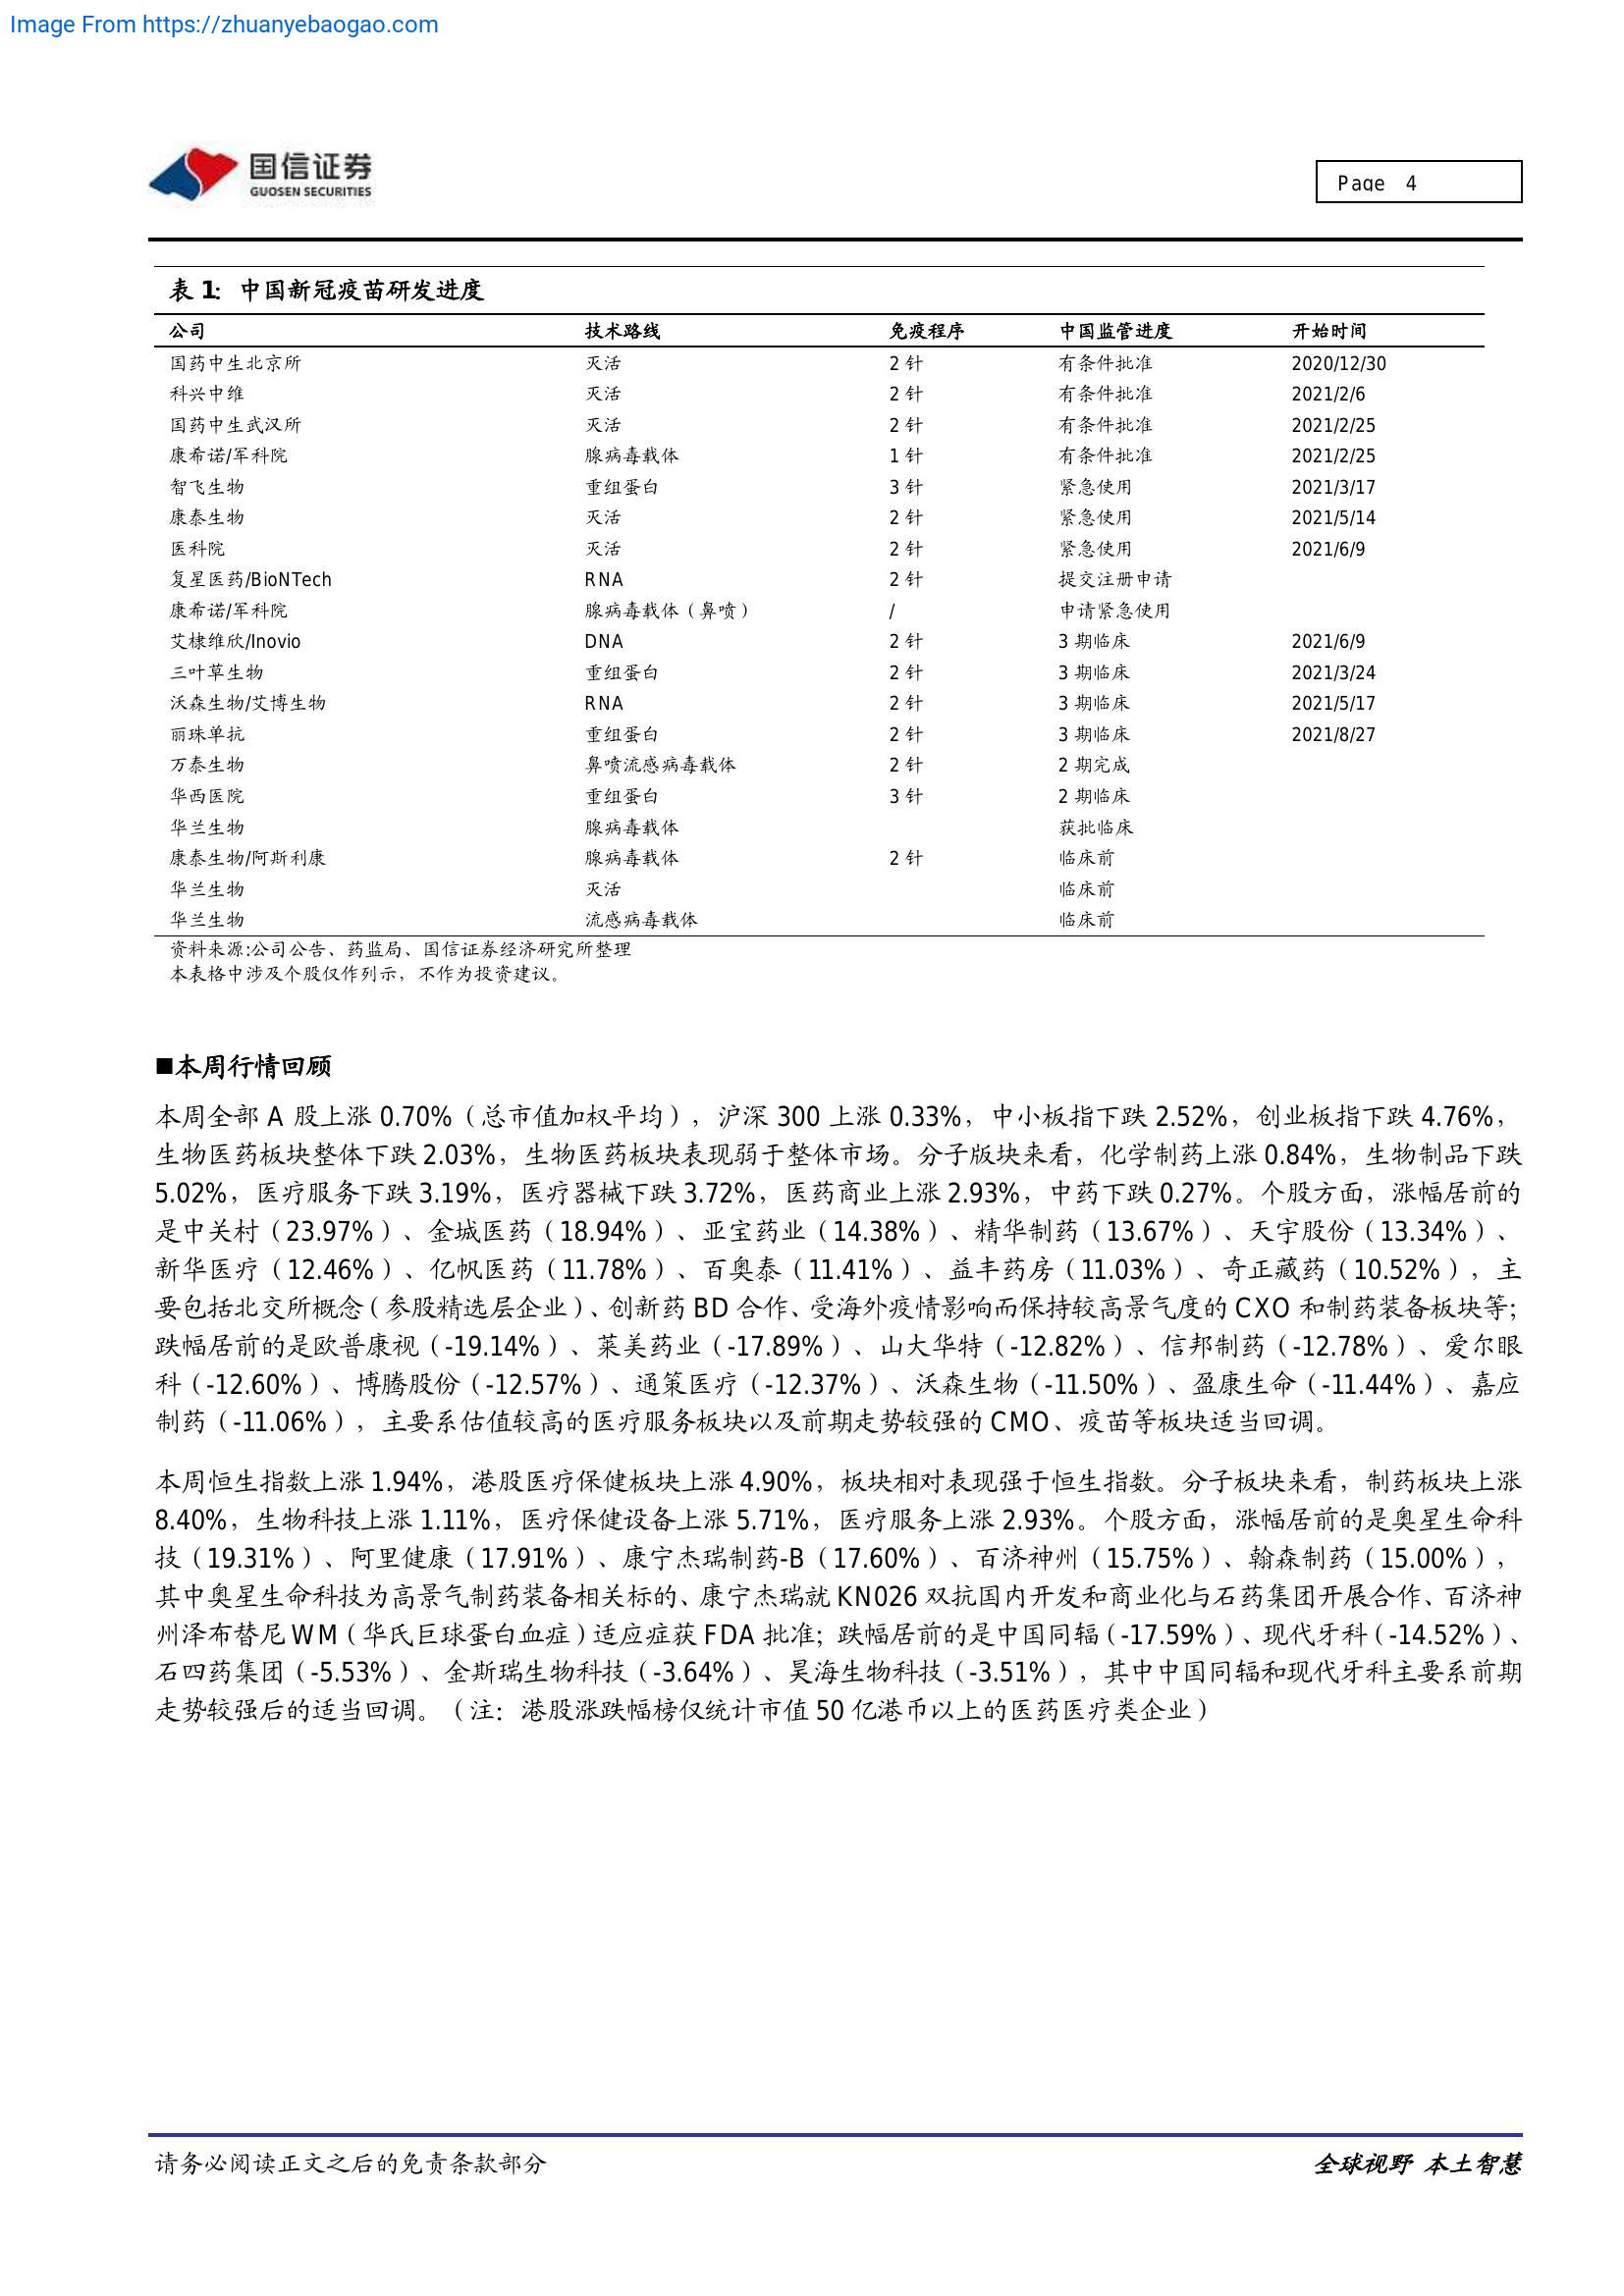 Image From https://zhuanyebaogao.com
国信证券
GUOSEN SECURITIES
Page 4
表 1: 中国新冠疫苗研发进度
公司 技术路线 免疫程序 中国监管进度 开始时间
国药中生北京所 灭活 2 针 有条件批准 2020/12/30
科兴中维 灭活 2 针 有条件批准 2021/2/6
国药中生武汉所 灭活 2 针 有条件批准 2021/2/25
康希诺/军科院 腺病毒载体 1 针 有条件批准 2021/2/25
智飞生物 重组蛋白 3 针 紧急使用 2021/3/17
康泰生物 灭活 2 针 紧急使用 2021/5/14
医科院 灭活 2 针 紧急使用 2021/6/9
复星医药/BioNTech RNA 2 针 提交注册申请
康希诺/军科院 腺病毒载体（鼻喷） / 申请紧急使用
艾棣维欣/Inovio DNA 2 针 3 期临床 2021/6/9
三叶草生物 重组蛋白 2 针 3 期临床 2021/3/24
沃森生物/艾博生物 RNA 2 针 3 期临床 2021/5/17
丽珠单抗 重组蛋白 2 针 3 期临床 2021/8/27
万泰生物 鼻喷流感病毒载体 2 针 2 期完成
华西医院 重组蛋白 3 针 2 期临床
华兰生物 腺病毒载体 获批临床
康泰生物/阿斯利康 腺病毒载体 2 针 临床前
华兰生物 灭活 临床前
华兰生物 流感病毒载体 临床前
资料来源:公司公告、药监局、国信证券经济研究所整理
本表格中涉及个股仅作列示，不作为投资建议。
■本周行情回顾
本周全部 A 股上涨 0.70%（总市值加权平均），沪深 300 上涨 0.33%，中小板指下跌 2.52%，创业板指下跌 4.76%，
生物医药板块整体下跌 2.03%，生物医药板块表现弱于整体市场。分子版块来看，化学制药上涨 0.84%，生物制品下跌
5.02%，医疗服务下跌 3.19%，医疗器械下跌 3.72%，医药商业上涨 2.93%，中药下跌 0.27%。个股方面，涨幅居前的
是中关村（23.97%）、金城医药（18.94%）、亚宝药业（14.38%）、精华制药（13.67%）、天宇股份（13.34%）、
新华医疗（12.46%）、亿帆医药（11.78%）、百奥泰（11.41%）、益丰药房（11.03%）、奇正藏药（10.52%），主
要包括北交所概念（参股精选层企业）、创新药 BD 合作、受海外疫情影响而保持较高景气度的 CXO 和制药装备板块等；
跌幅居前的是欧普康视（-19.14%）、莱美药业（-17.89%）、山大华特（-12.82%）、信邦制药（-12.78%）、爱尔眼
科（-12.60%）、博腾股份（-12.57%）、通策医疗（-12.37%）、沃森生物（-11.50%）、盈康生命（-11.44%）、嘉应
制药（-11.06%），主要系估值较高的医疗服务板块以及前期走势较强的 CMO、疫苗等板块适当回调。
本周恒生指数上涨 1.94%，港股医疗保健板块上涨 4.90%，板块相对表现强于恒生指数。分子板块来看，制药板块上涨
8.40%，生物科技上涨 1.11%，医疗保健设备上涨 5.71%，医疗服务上涨 2.93%。个股方面，涨幅居前的是奥星生命科
技（19.31%）、阿里健康（17.91%）、康宁杰瑞制药-B（17.60%）、百济神州（15.75%）、翰森制药（15.00%），
其中奥星生命科技为高景气制药装备相关标的、康宁杰瑞就 KN026 双抗国内开发和商业化与石药集团开展合作、百济神
州泽布替尼 WM（华氏巨球蛋白血症）适应症获 FDA 批准；跌幅居前的是中国同辐（-17.59%）、现代牙科（-14.52%）、
石四药集团（-5.53%）、金斯瑞生物科技（-3.64%）、昊海生物科技（-3.51%），其中中国同辐和现代牙科主要系前期
走势较强后的适当回调。（注：港股涨跌幅榜仅统计市值 50 亿港币以上的医药医疗类企业）
请务必阅读正文之后的免责条款部分
全球视野 本土智慧